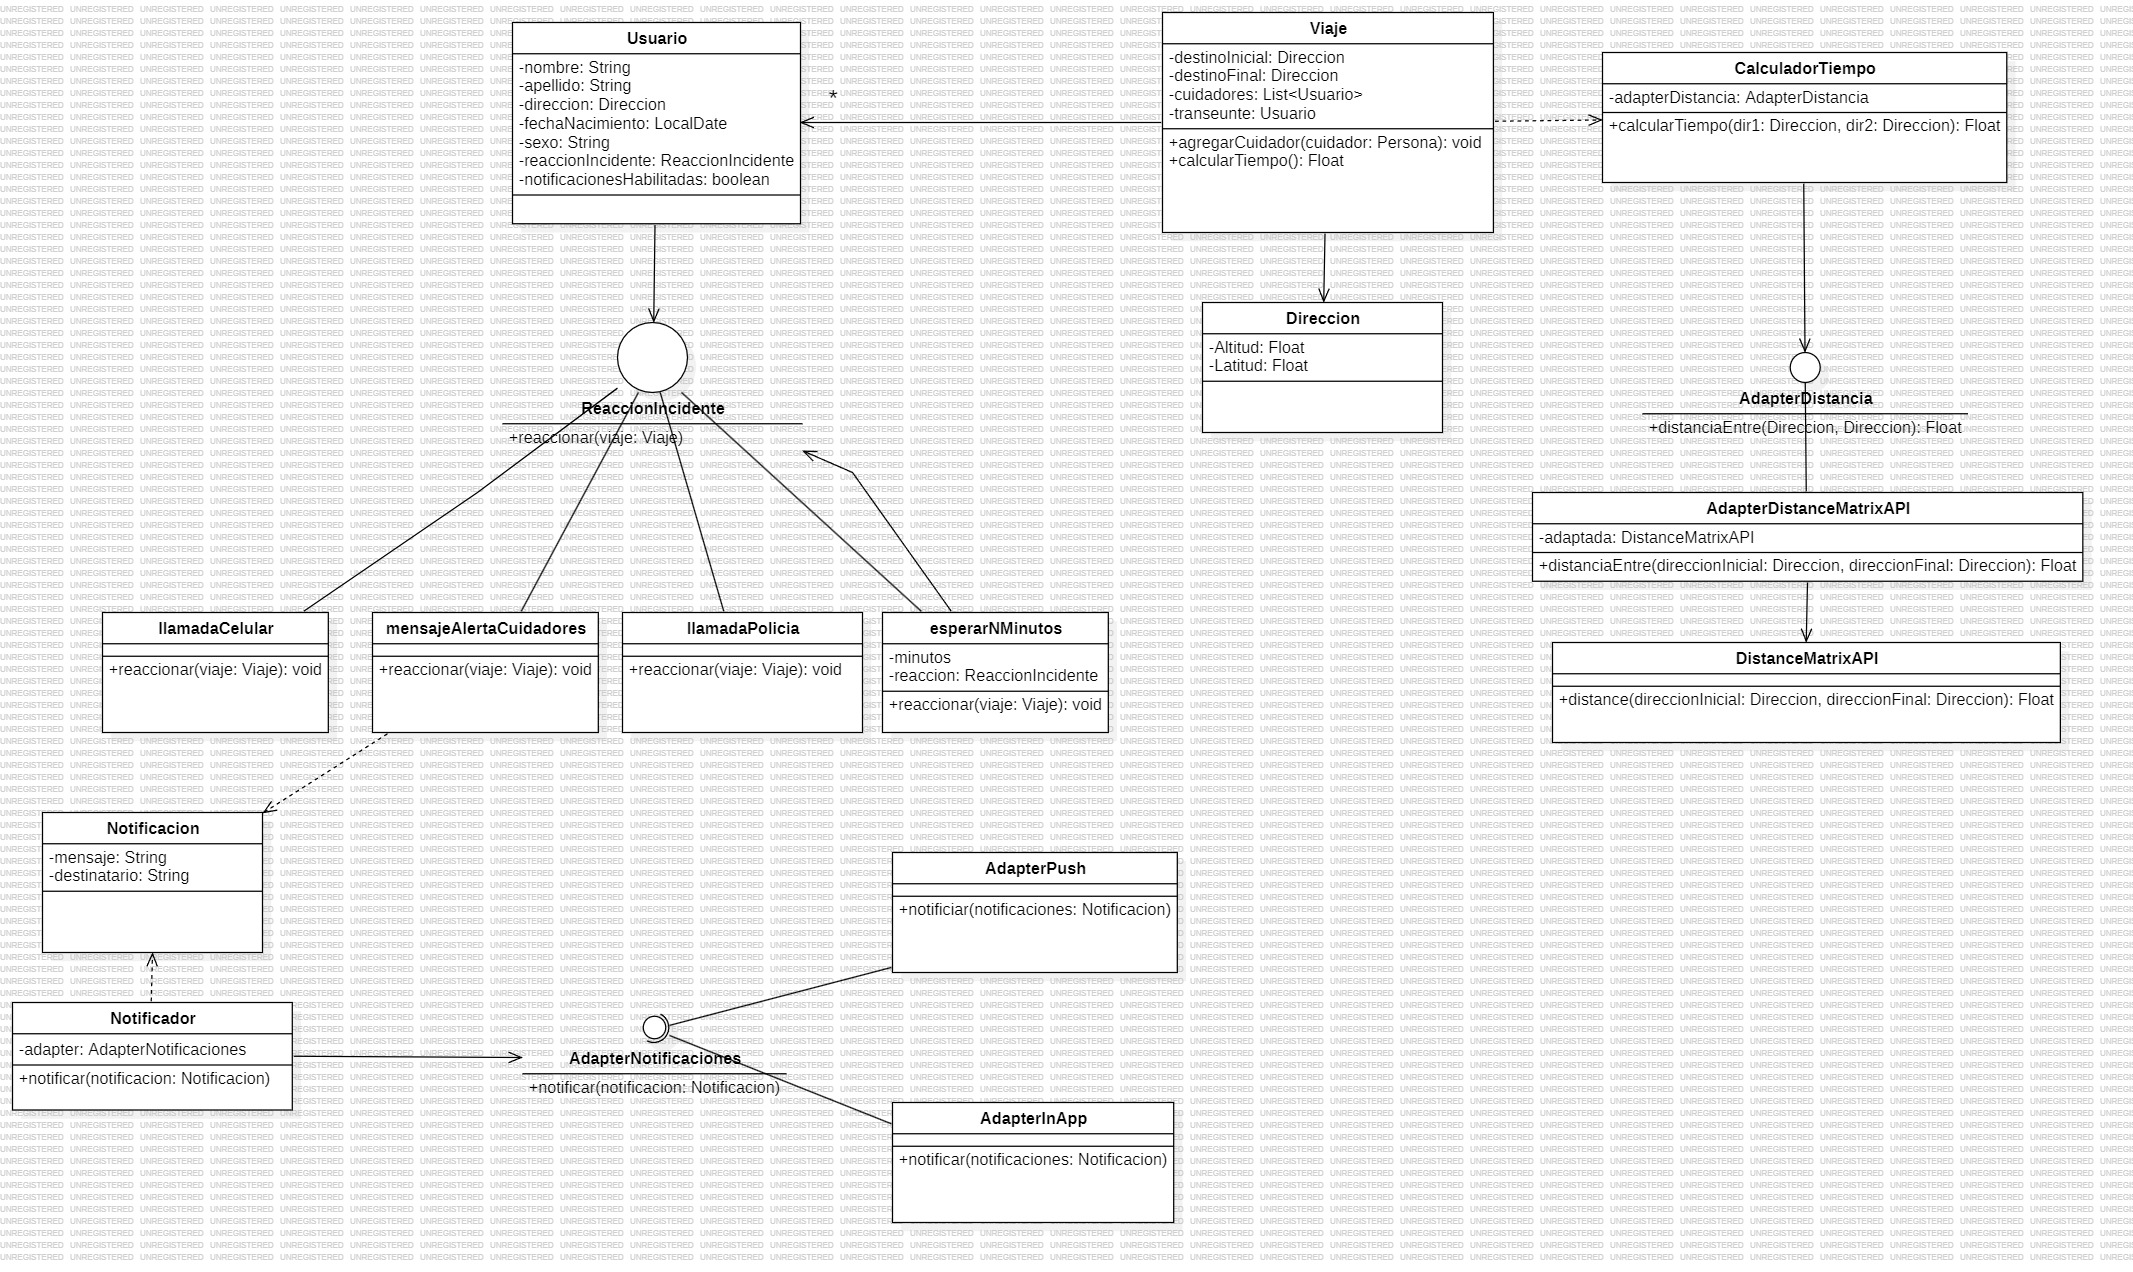 Usuario
-nombre: String
-apellido: String
-direccion: Direccion
-fechaNacimiento: LocalDate
-sexo: String
-reaccionIncidente: ReaccionIncidente
-notificacionesHabilitadas: boolean
*
Viaje
-destinoInicial: Direccion
-destinoFinal: Direccion
-cuidadores: List<Usuario>
-transeunte: Usuario
+agregarCuidador(cuidador: Persona): void
+calcularTiempo(): Float
CalculadorTiempo
-adapterDistancia: AdapterDistancia
+calcularTiempo(dir1: Direccion, dir2: Direccion): Float
Direccion
-Altitud: Float
-Latitud: Float
ReaccionIncidente
+reaccionar(viaje: Viaje)
AdapterDistancia
+distanciaEntre(Direccion, Direccion): Float
AdapterDistanceMatrixAPI
-adaptada: DistanceMatrixAPI
+distanciaEntre(direccionInicial: Direccion, direccionFinal: Direccion): Float
llamadaCelular
+reaccionar(viaje: Viaje): void
mensajeAlertaCuidadores
+reaccionar(viaje: Viaje): void
llamadaPolicia
+reaccionar(viaje: Viaje): void
esperarNMinutos
-minutos
-reaccion: ReaccionIncidente
+reaccionar(viaje: Viaje): void
DistanceMatrixAPI
+distance(direccionInicial: Direccion, direccionFinal: Direccion): Float
Notificacion
-mensaje: String
-destinatario: String
AdapterPush
+notificiar(notificaciones: Notificacion)
Notificador
-adapter: AdapterNotificaciones
+notificar(notificacion: Notificacion)
AdapterNotificaciones
+notificar(notificacion: Notificacion)
AdapterInApp
+notificar(notificaciones: Notificacion)
UNREGISTERED